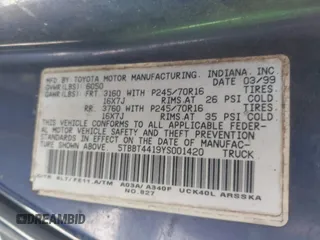 MFD. BY: TOYOTA MOTOR MANUFACTURING, INDIANA, INC
GVWR(LBS): 6050 DATE: 03/99
GAWR(LBS): FRT 3160 WITH P245/70R16 TIRES,
16X7J RIMS AT 26 PSI COLD.
RR. 3760 WITH P245/70R16 TIRES,
16X7J RIMS AT 35 PSI COLD.
THIS VEHICLE CONFORMS TO ALL APPLICABLE FEDERAL
MOTOR VEHICLE SAFETY AND THEFT PREVENTION
STANDARDS IN EFFECT ON THE DATE OF MANUFAC-
TURE SHOWN ABOVE.
5TBBT4419YS001420 TRUCK
A03A/ A340F UCK40L
NO.827
DREAMBID